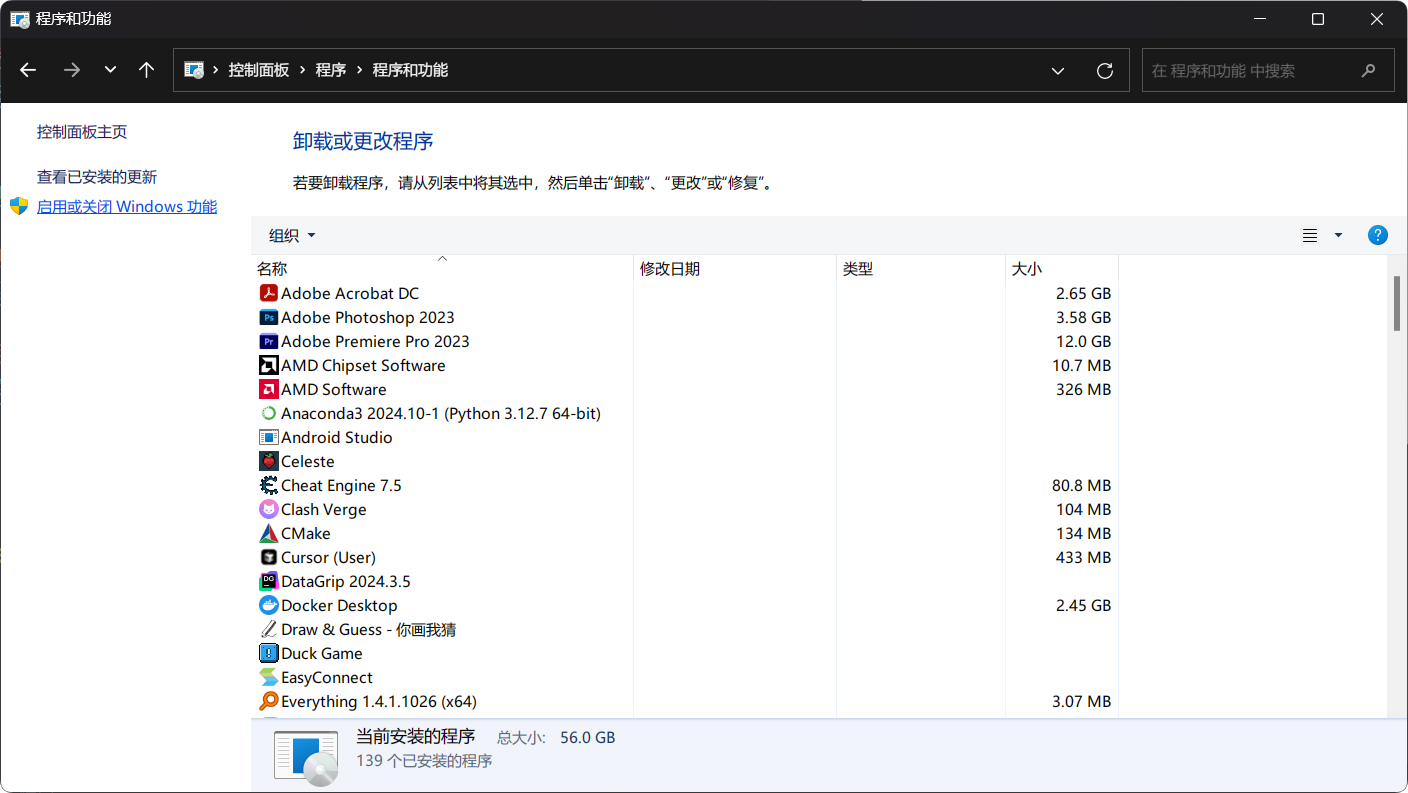 程序和功能
控制面板 程序 程序和功能
在 程序和功能 中搜索
控制面板主页
查看已安装的更新
启用或关闭 Windows 功能
卸载或更改程序
若要卸载程序，请从列表中将其选中，然后单击“卸载”、“更改”或“修复”。
组织
名称 修改日期 类型 大小
Adobe Acrobat DC 2.65 GB
Ps Adobe Photoshop 2023 3.58 GB
Pr Adobe Premiere Pro 2023 12.0 GB
AMD Chipset Software 10.7 MB
AMD Software 326 MB
Anaconda3 2024.10-1 (Python 3.12.7 64-bit)
Android Studio
Celeste
Cheat Engine 7.5 80.8 MB
Clash Verge 104 MB
CMake 134 MB
Cursor (User) 433 MB
DG DataGrip 2024.3.5
Docker Desktop 2.45 GB
Draw & Guess - 你画我猜
Duck Game
EasyConnect
Everything 1.4.1.1026 (x64) 3.07 MB
当前安装的程序 总大小: 56.0 GB
139 个已安装的程序